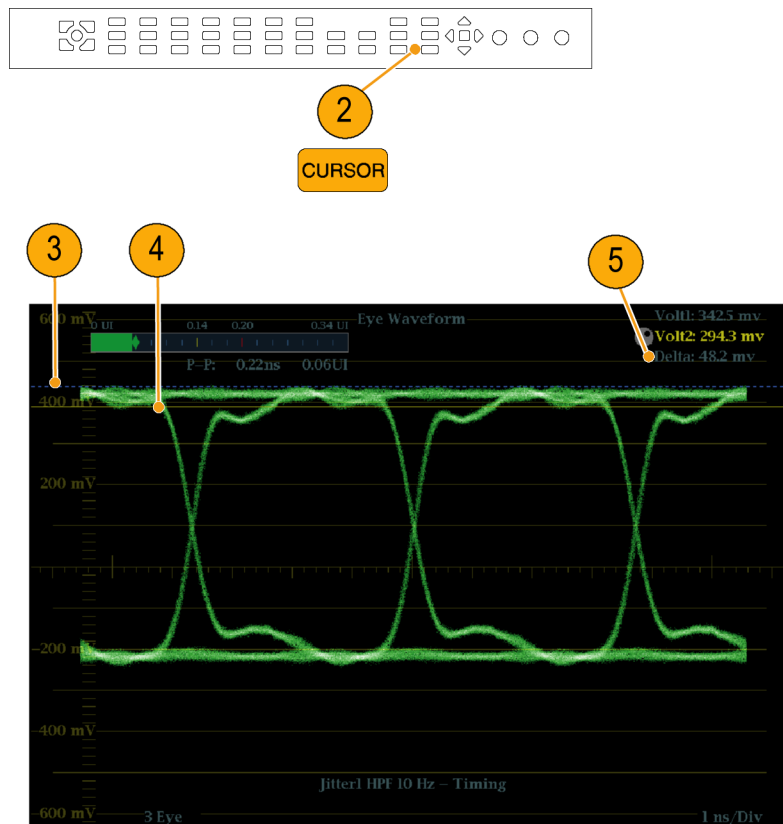 2
CURSOR
3
4
5
600 mV
0 UI 0.14 0.20 0.34 UI
Eye Waveform
Volt1: 342.5 mv
Volt2: 294.3 mv
P-P: 0.22ns 0.06UI
Delta: 48.2 mv
400 mV
200 mV
-200 mV
-400 mV
Jitter1 HPF 10 Hz - Timing
-600 mV
3 Eye
1 ns/Div